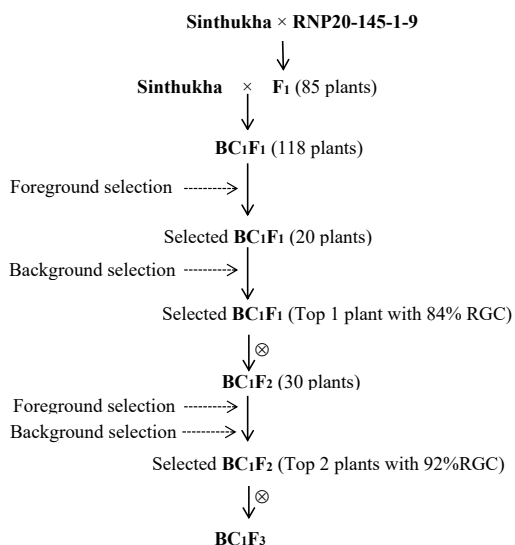 Sinthukha × RNP20-145-1-9
Sinthukha × F₁ (85 plants)
BC₁F₁ (118 plants)
Foreground selection
Selected BC₁F₁ (20 plants)
Background selection
Selected BC₁F₁ (Top 1 plant with 84% RGC)
⊗
BC₁F₂ (30 plants)
Foreground selection
Background selection
Selected BC₁F₂ (Top 2 plants with 92%RGC)
⊗
BC₁F₃